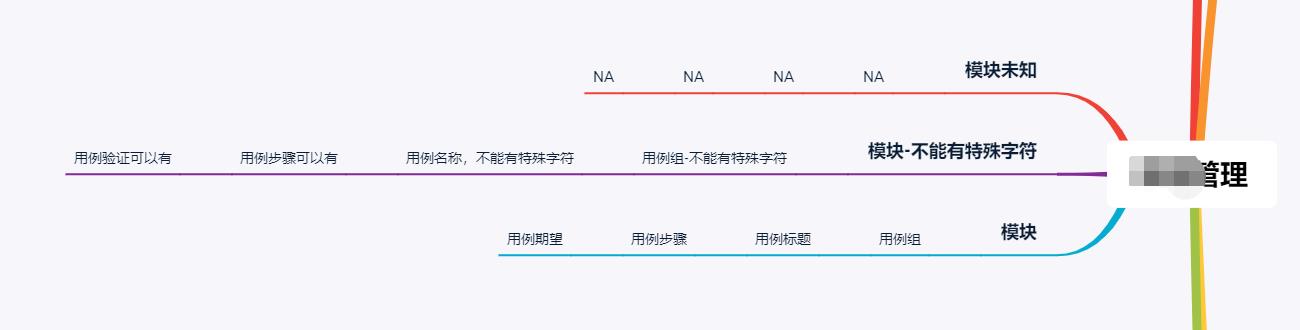 NA NA NA NA 模块未知
用例验证可以有 用例步骤可以有 用例名称，不能有特殊字符 用例组-不能有特殊字符 模块-不能有特殊字符
管理
用例期望 用例步骤 用例标题 用例组 模块